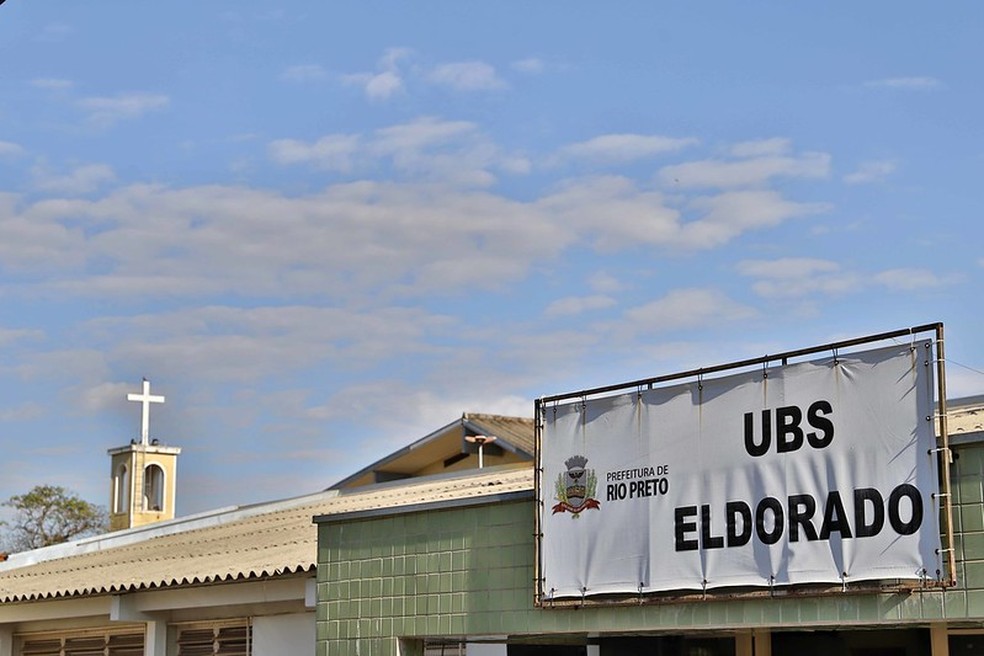 UBS
PREFEITURA DE
RIO PRETO
ELDORADO